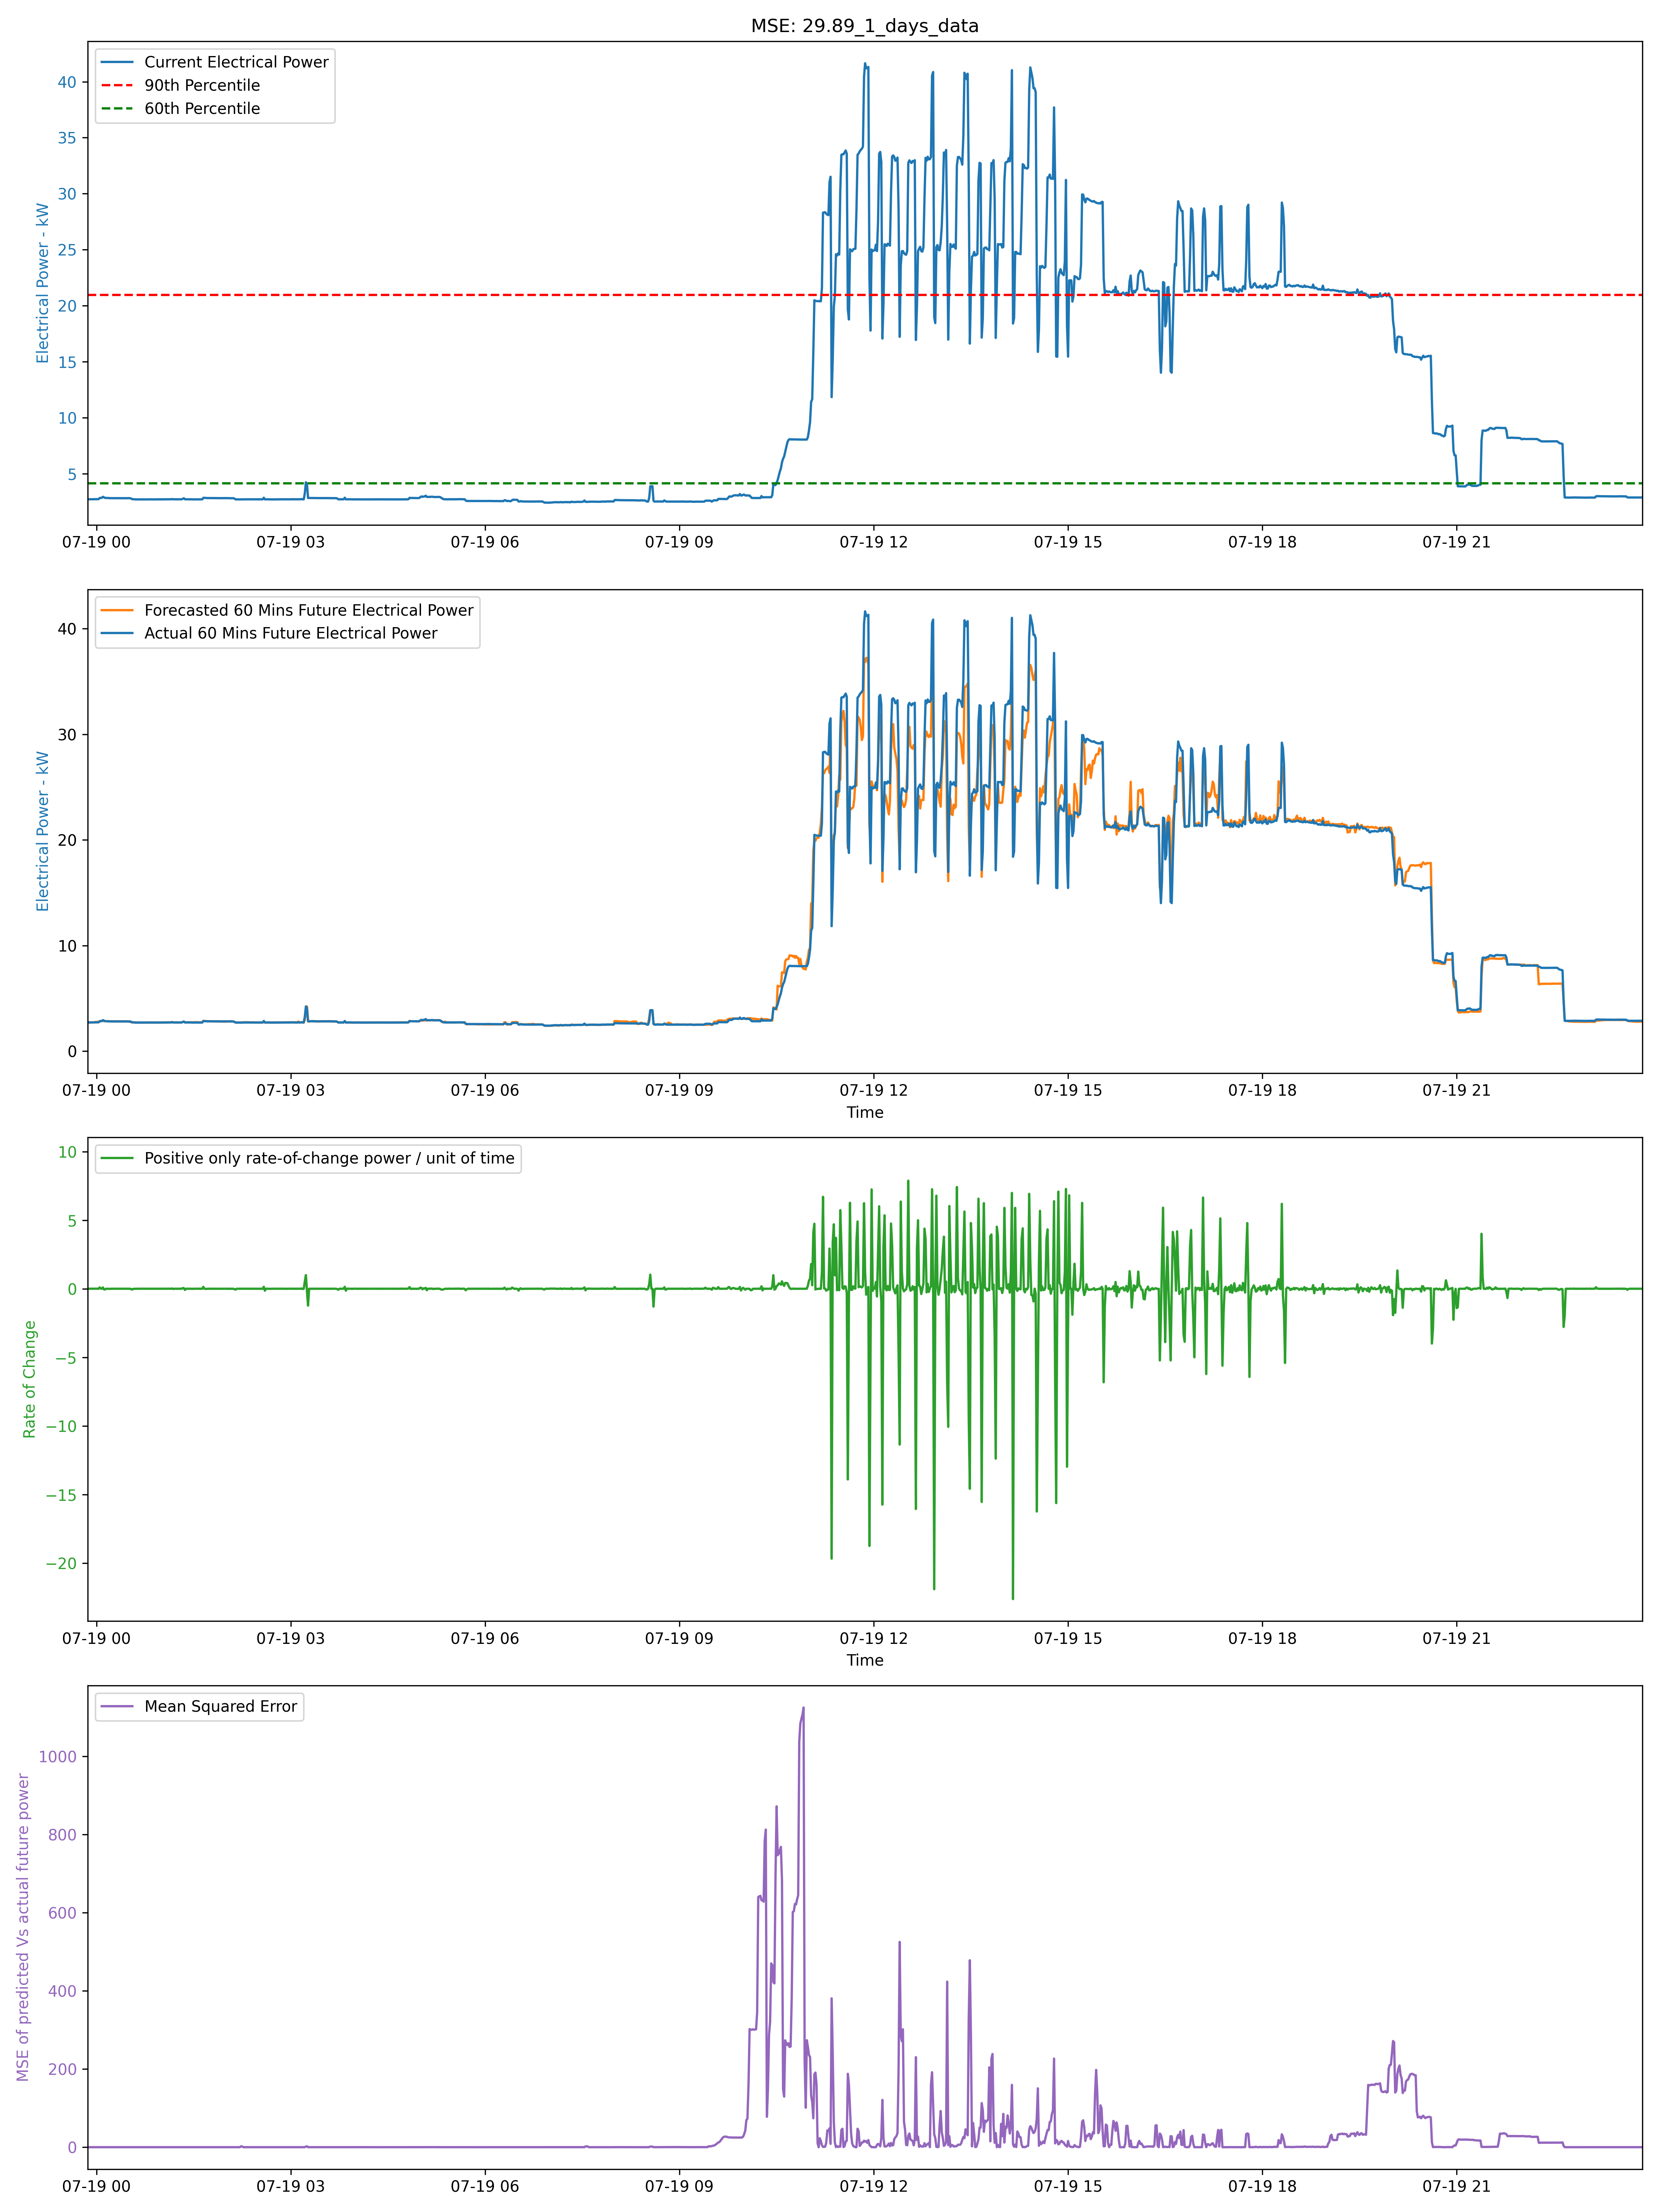 MSE: 29.89_1_days_data
Current Electrical Power
90th Percentile
60th Percentile
Electrical Power - kW
40
35
30
25
20
15
10
5
07-19 00 07-19 03 07-19 06 07-19 09 07-19 12 07-19 15 07-19 18 07-19 21
Forecasted 60 Mins Future Electrical Power
Actual 60 Mins Future Electrical Power
Electrical Power - kW
40
30
20
10
0
07-19 00 07-19 03 07-19 06 07-19 09 07-19 12 07-19 15 07-19 18 07-19 21
Time
Positive only rate-of-change power / unit of time
Rate of Change
10
5
0
−5
−10
−15
−20
07-19 00 07-19 03 07-19 06 07-19 09 07-19 12 07-19 15 07-19 18 07-19 21
Time
Mean Squared Error
MSE of predicted Vs actual future power
1000
800
600
400
200
0
07-19 00 07-19 03 07-19 06 07-19 09 07-19 12 07-19 15 07-19 18 07-19 21